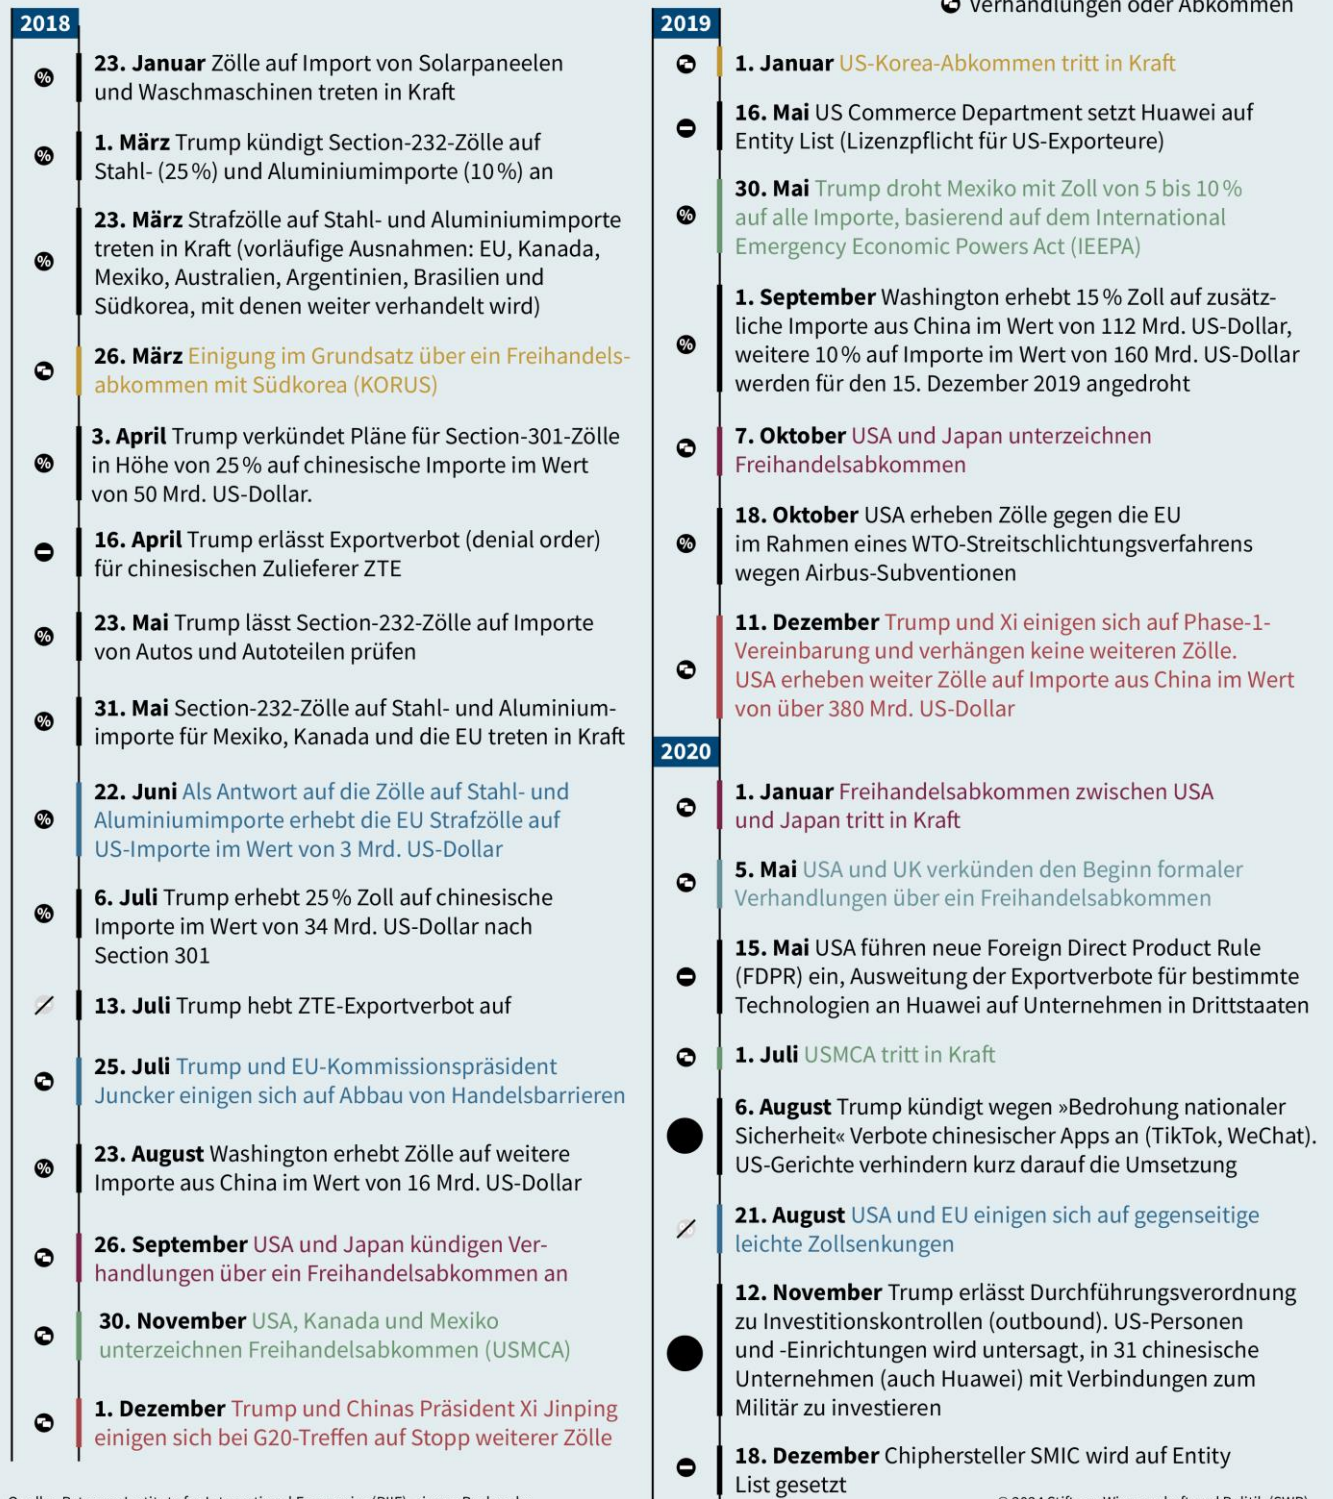 Verhandlungen oder Abkommen
2018
23. Januar Zölle auf Import von Solarpaneelen
und Waschmaschinen treten in Kraft
1. März Trump kündigt Section-232-Zölle auf
Stahl- (25 %) und Aluminiumimporte (10 %) an
23. März Strafzölle auf Stahl- und Aluminiumimporte
treten in Kraft (vorläufige Ausnahmen: EU, Kanada,
Mexiko, Australien, Argentinien, Brasilien und
Südkorea, mit denen weiter verhandelt wird)
26. März Einigung im Grundsatz über ein Freihandels-
abkommen mit Südkorea (KORUS)
3. April Trump verkündet Pläne für Section-301-Zölle
in Höhe von 25 % auf chinesische Importe im Wert
von 50 Mrd. US-Dollar.
16. April Trump erlässt Exportverbot (denial order)
für chinesischen Zulieferer ZTE
23. Mai Trump lässt Section-232-Zölle auf Importe
von Autos und Autoteilen prüfen
31. Mai Section-232-Zölle auf Stahl- und Aluminium-
importe für Mexiko, Kanada und die EU treten in Kraft
22. Juni Als Antwort auf die Zölle auf Stahl- und
Aluminiumimporte erhebt die EU Strafzölle auf
US-Importe im Wert von 3 Mrd. US-Dollar
6. Juli Trump erhebt 25 % Zoll auf chinesische
Importe im Wert von 34 Mrd. US-Dollar nach
Section 301
13. Juli Trump hebt ZTE-Exportverbot auf
25. Juli Trump und EU-Kommissionspräsident
Juncker einigen sich auf Abbau von Handelsbarrieren
23. August Washington erhebt Zölle auf weitere
Importe aus China im Wert von 16 Mrd. US-Dollar
26. September USA und Japan kündigen Ver-
handlungen über ein Freihandelsabkommen an
30. November USA, Kanada und Mexiko
unterzeichnen Freihandelsabkommen (USMCA)
1. Dezember Trump und Chinas Präsident Xi Jinping
einigen sich bei G20-Treffen auf Stopp weiterer Zölle
2019
1. Januar US-Korea-Abkommen tritt in Kraft
16. Mai US Commerce Department setzt Huawei auf
Entity List (Lizenzpflicht für US-Exporteure)
30. Mai Trump droht Mexiko mit Zoll von 5 bis 10 %
auf alle Importe, basierend auf dem International
Emergency Economic Powers Act (IEEPA)
1. September Washington erhebt 15 % Zoll auf zusätz-
liche Importe aus China im Wert von 112 Mrd. US-Dollar,
weitere 10 % auf Importe im Wert von 160 Mrd. US-Dollar
werden für den 15. Dezember 2019 angedroht
7. Oktober USA und Japan unterzeichnen
Freihandelsabkommen
18. Oktober USA erheben Zölle gegen die EU
im Rahmen eines WTO-Streitschlichtungsverfahrens
wegen Airbus-Subventionen
11. Dezember Trump und Xi einigen sich auf Phase-1-
Vereinbarung und verhängen keine weiteren Zölle.
USA erheben weiter Zölle auf Importe aus China im Wert
von über 380 Mrd. US-Dollar
2020
1. Januar Freihandelsabkommen zwischen USA
und Japan tritt in Kraft
5. Mai USA und UK verkünden den Beginn formaler
Verhandlungen über ein Freihandelsabkommen
15. Mai USA führen neue Foreign Direct Product Rule
(FDPR) ein, Ausweitung der Exportverbote für bestimmte
Technologien an Huawei auf Unternehmen in Drittstaaten
1. Juli USMCA tritt in Kraft
6. August Trump kündigt wegen »Bedrohung nationaler
Sicherheit« Verbote chinesischer Apps an (TikTok, WeChat).
US-Gerichte verhindern kurz darauf die Umsetzung
21. August USA und EU einigen sich auf gegenseitige
leichte Zollsenkungen
12. November Trump erlässt Durchführungsverordnung
zu Investitionskontrollen (outbound). US-Personen
und -Einrichtungen wird untersagt, in 31 chinesische
Unternehmen (auch Huawei) mit Verbindungen zum
Militär zu investieren
18. Dezember Chiphersteller SMIC wird auf Entity
List gesetzt